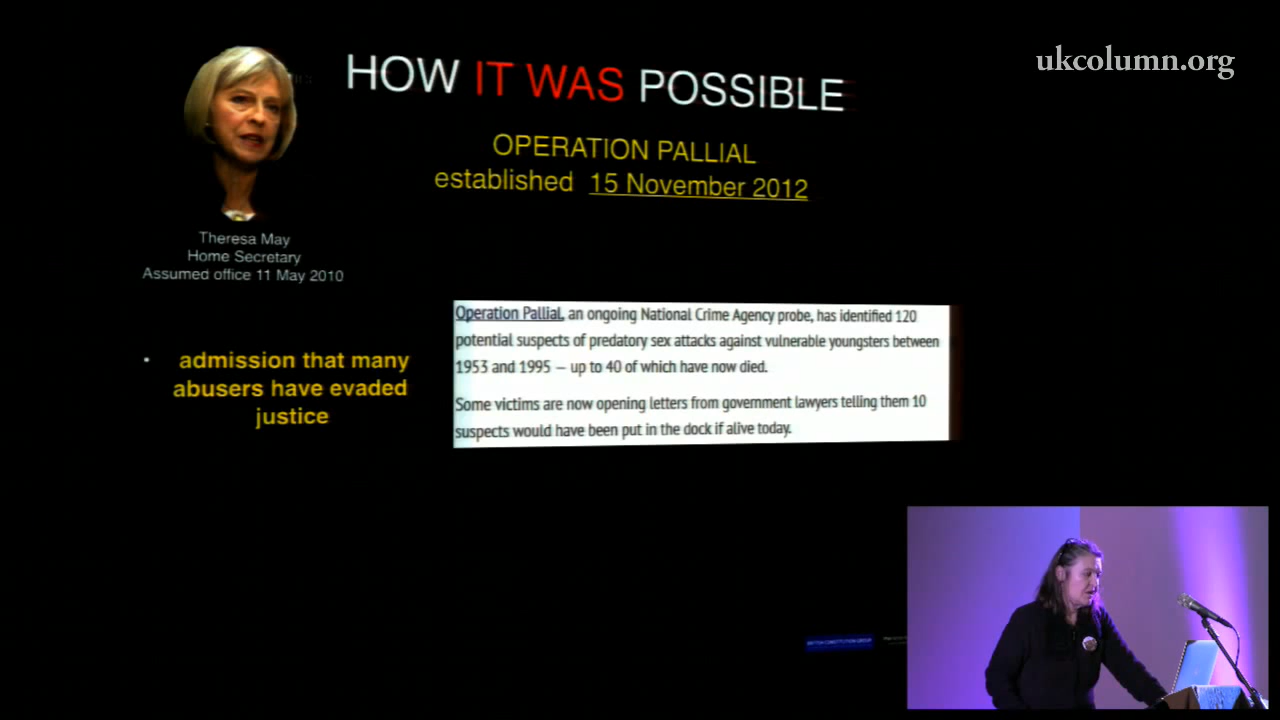 ukcolumn.org
HOW IT WAS POSSIBLE
OPERATION PALLIAL
established 15 November 2012
Theresa May
Home Secretary
Assumed office 11 May 2010
• admission that many
abusers have evaded
justice
Operation Pallial, an ongoing National Crime Agency probe, has identified 120
potential suspects of predatory sex attacks against vulnerable youngsters between
1953 and 1995 – up to 40 of which have now died.
Some victims are now opening letters from government lawyers telling them 10
suspects would have been put in the dock if alive today.
BRITISH CONSTITUTION GROUP